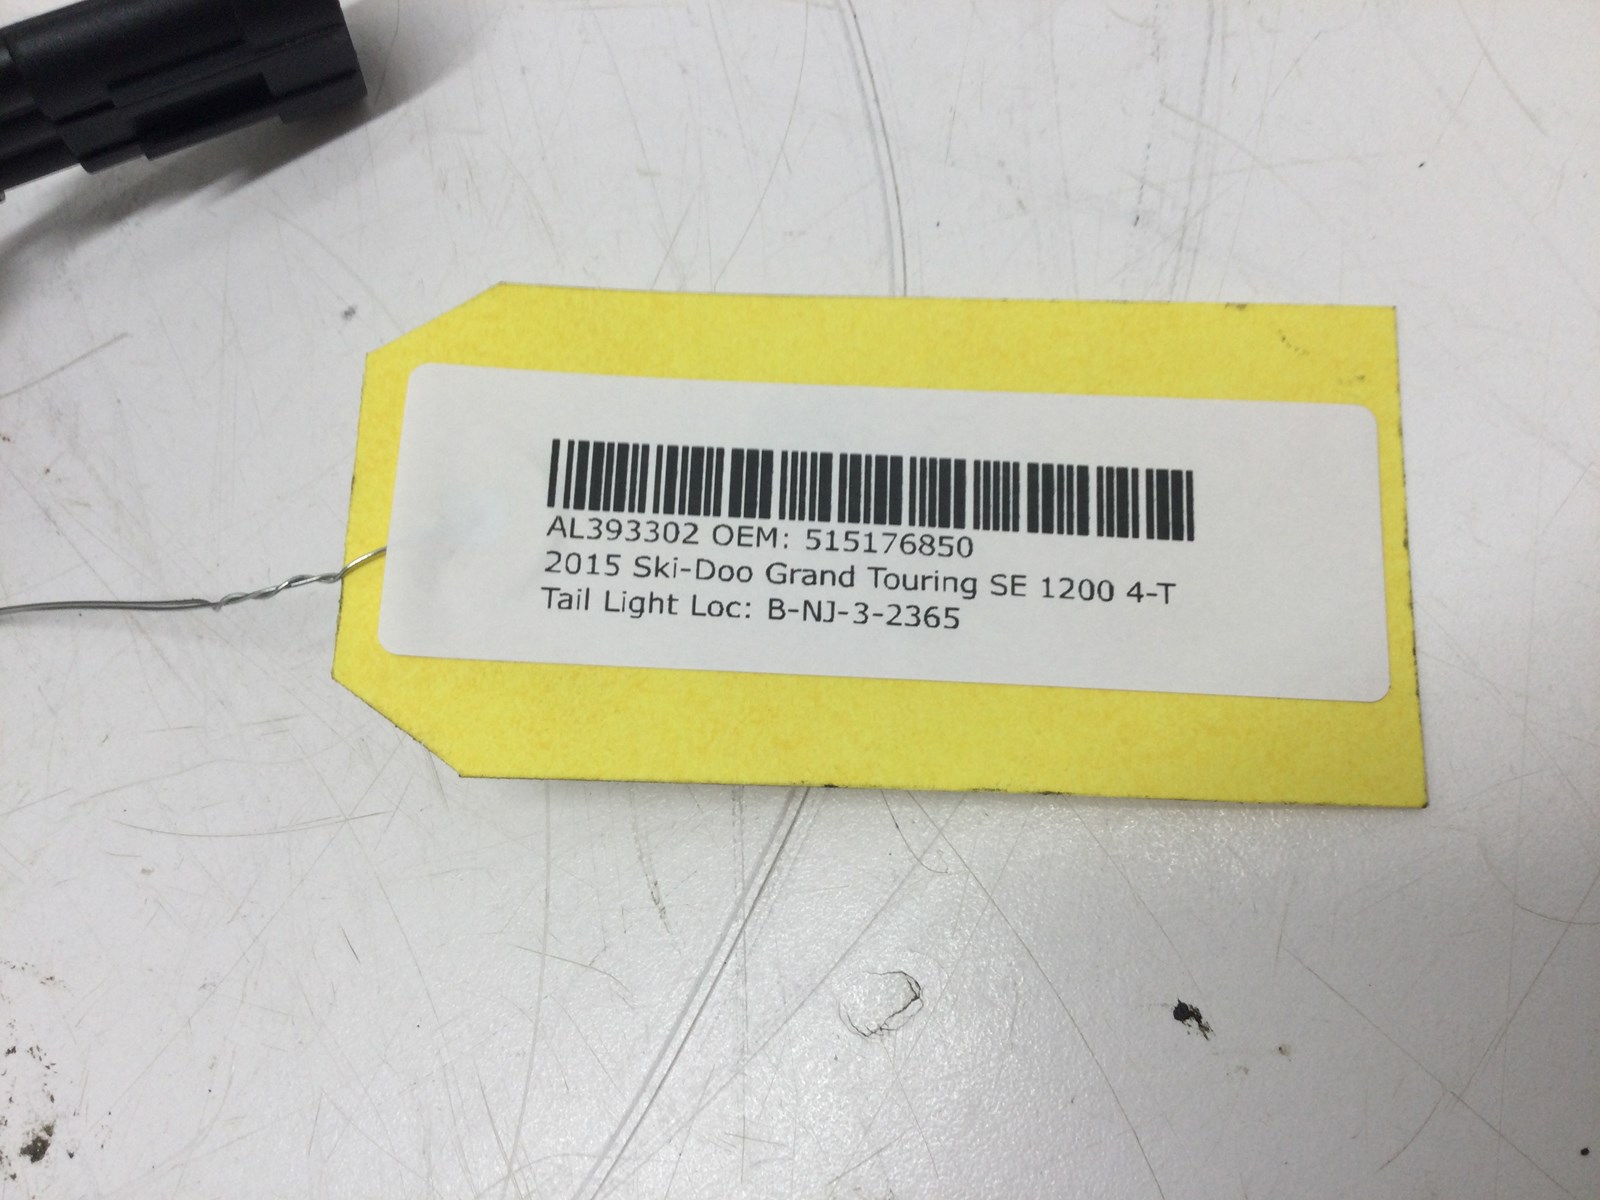 AL393302 OEM: 515176850
2015 Ski-Doo Grand Touring SE 1200 4-T
Tail Light Loc: B-NJ-3-2365